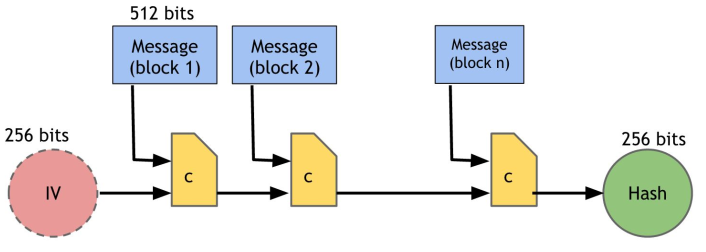 512 bits
Message
(block 1)
Message
(block 2)
Message
(block n)
256 bits
256 bits
IV
c
c
c
Hash